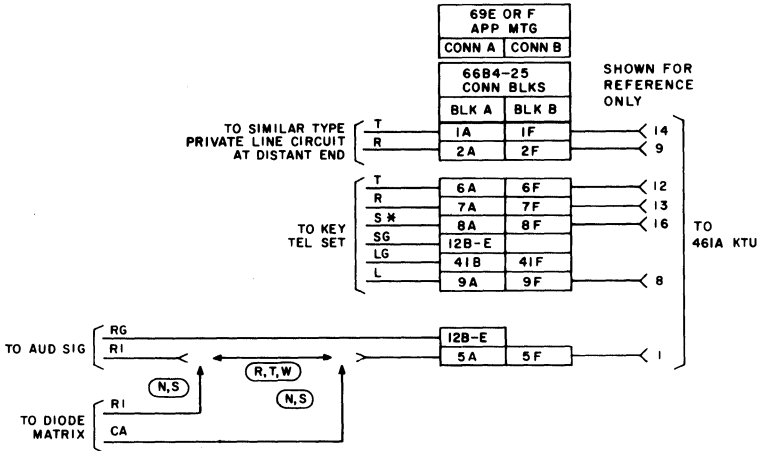 69E OR F
APP MTG
CONN A CONN B
66B4-25
CONN BLKS
BLK A BLK B
SHOWN FOR
REFERENCE
ONLY
TO SIMILAR TYPE
PRIVATE LINE CIRCUIT
AT DISTANT END
T 1A 1F 14
R 2A 2F 9
TO KEY
TEL SET
T 6A 6F 12
R 7A 7F 13
S* 8A 8F 16
SG 12B-E
LG 41B 41F
L 9A 9F 8
TO
461A KTU
TO AUD SIG
RG 12B-E
R1 5A 5F 1
R,T,W
N,S
N,S
TO DIODE
MATRIX
R1
CA